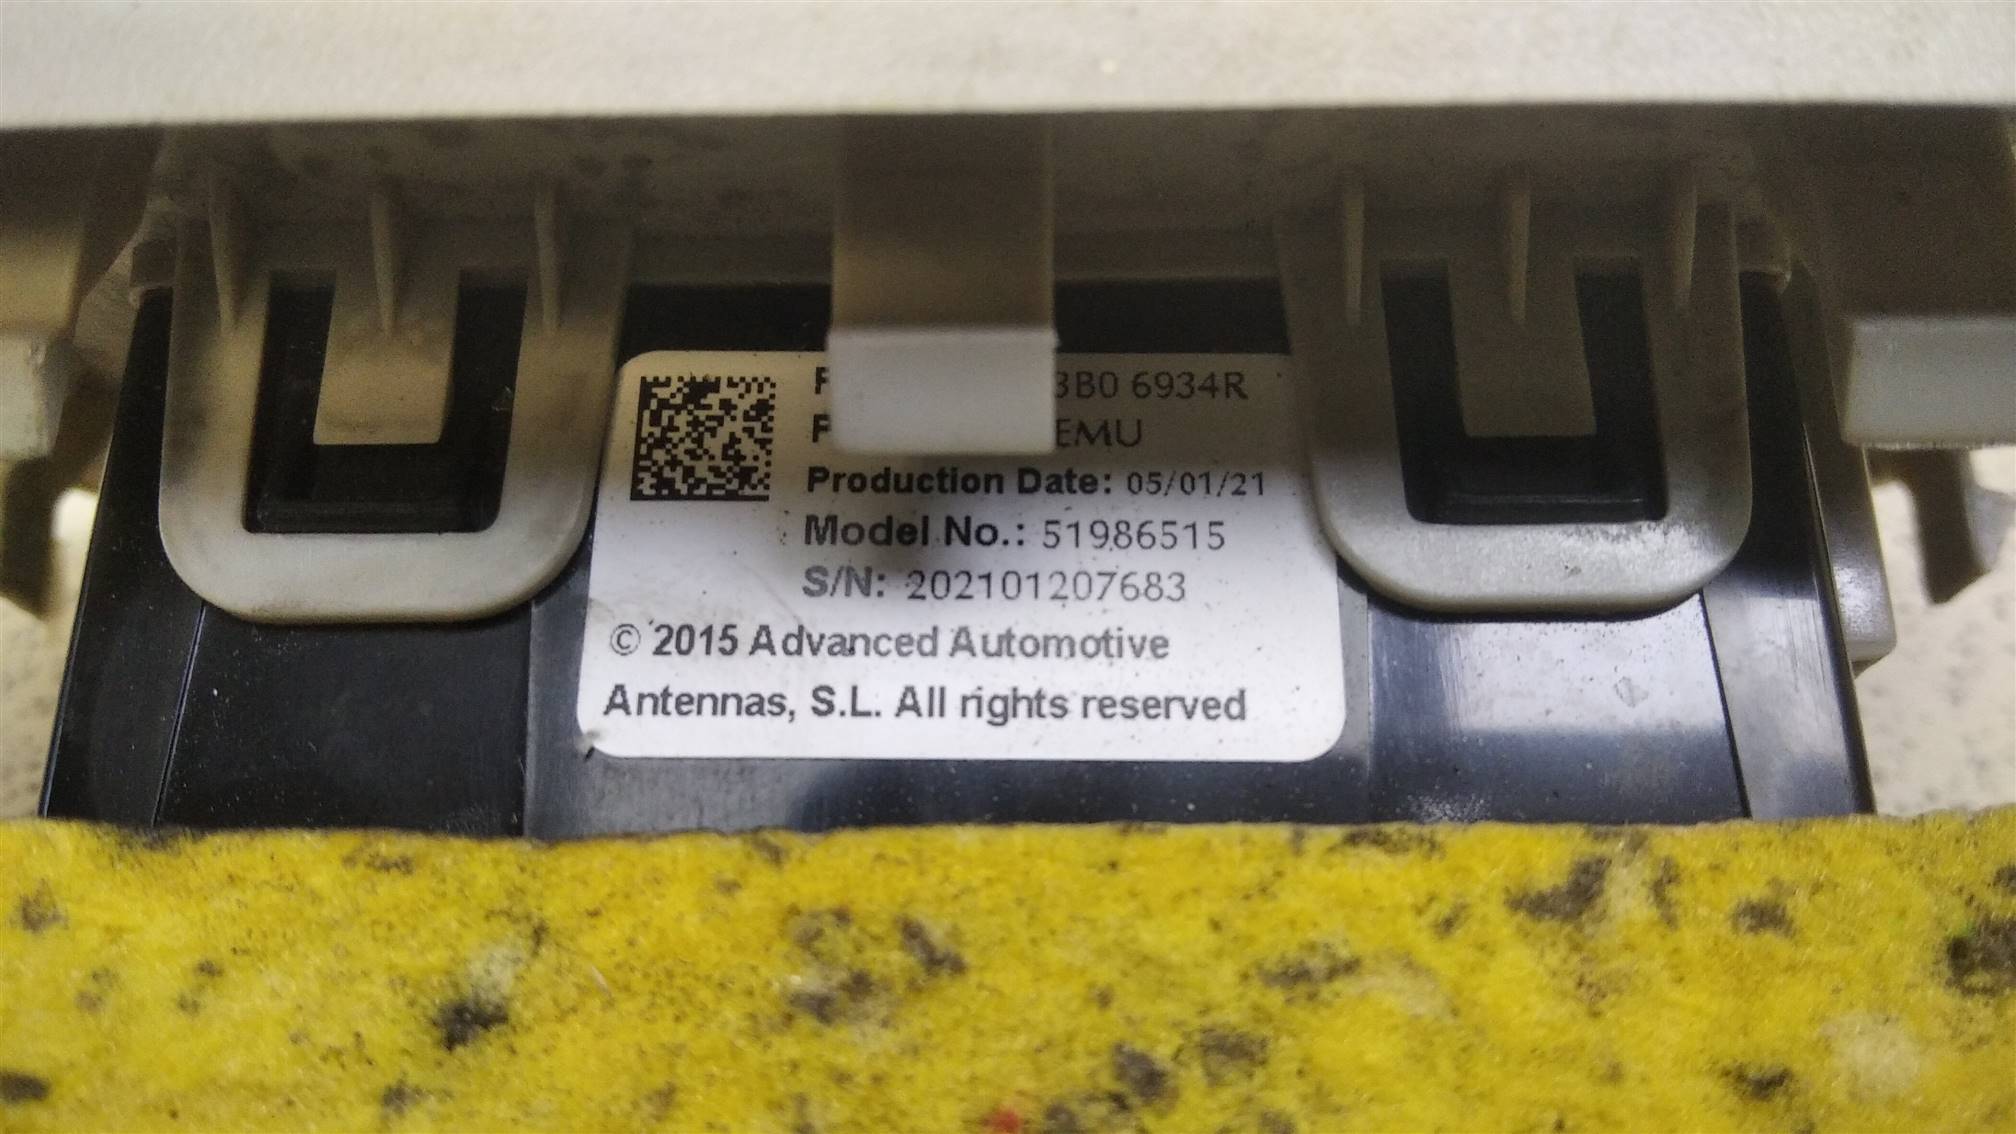 3B0 6934R
EMU
Production Date: 05/01/21
Model No.: 51986515
S/N: 202101207683
© 2015 Advanced Automotive
Antennas, S.L. All rights reserved